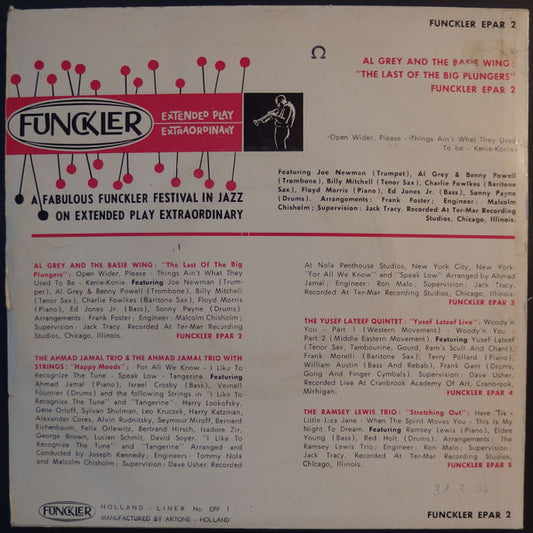 FUNCKLER EPAR 2
Ω
AL GREY AND THE BASIE WING:
"THE LAST OF THE BIG PLUNGERS"
FUNCKLER EPAR 2
FUNCKLER
EXTENDED PLAY
EXTRAORDINARY
-Open Wider, Please - -Things Ain't What They Used
To be - Kenie-Konie-
Featuring Joe Newman (Trumpet), Al Grey & Benny Powell
(Trombone), Billy Mitchell (Tenor Sax), Charlie Fowlkes (Baritone
Sax), Floyd Morris (Piano), Ed Jones Jr. (Bass), Sonny Payne
(Drums). Arrangements: Frank Foster; Engineer: Malcolm
Chisholm; Supervision: Jack Tracy. Recorded At Ter-Mar Recording
Studios, Chicago, Illinois.
A FABULOUS FUNCKLER FESTIVAL IN JAZZ
ON EXTENDED PLAY EXTRAORDINARY
AL GREY AND THE BASIE WING: "The Last Of The Big
Plungers": Open Wider, Please - Things Ain't What They
Used To Be - Kenie-Konie. Featuring Joe Newman (Trum-
pet), Al Grey & Benny Powell (Trombone), Billy Mitchell
(Tenor Sax), Charlie Fowlkes (Baritone Sax), Floyd Morris
(Piano), Ed Jones Jr. (Bass), Sonny Payne (Drums).
Arrangements: Frank Foster; Engineer: Malcolm Chisholm;
Supervision: Jack Tracy. Recorded At Ter-Mar Recording
Studios, Chicago, Illinois. FUNCKLER EPAR 2
THE AHMAD JAMAL TRIO & THE AHMAD JAMAL TRIO WITH
STRINGS: "Happy Moods": For All We Know - I Like To
Recognize The Tune - Speak Low - Tangerine. Featuring
Ahmad Jamal (Piano), Israel Crosby (Bass), Vernell
Fournier (Drums) and the following Strings in "I Like To
Recognize The Tune" and "Tangerine": Harry Lookofsky,
Gene Orloff, Sylvan Shulman, Leo Kruczek, Harry Katzman,
Alexander Cores, Alvin Rudnitsky, Seymour Miroff, Bernard
Eichenbaum, Felix Orlewitz, Bertrand Hirsch, Isadore Zir,
George Brown, Lucien Schmit, David Soyer. "I Like To
Recognize The Tune" and "Tangerine" Arranged and
Conducted by Joseph Kennedy; Engineers: Tommy Nola
and Malcolm Chisholm; Supervision: Dave Usher. Recorded
At Nola Penthouse Studios, New York City, New York.
"For All We Know" and "Speak Low" Arranged by Ahmad
Jamal; Engineer: Ron Malo; Supervision: Jack Tracy.
Recorded At Ter-Mar Recording Studios, Chicago, Illinois.
FUNCKLER EPAR 3
THE YUSEF LATEEF QUINTET: "Yusef Lateef Live": Woody'n
You - Part 1 (Western Movement) - Woody'n You -
Part 2 (Middle Eastern Movement). Featuring Yusef Lateef
(Tenor Sax, Tambourine, Gourd, Ram's Scull And Chant),
Frank Morelli (Baritone Sax), Terry Pollard (Piano),
William Austin (Bass And Rebab), Frank Gant (Drums,
Gong And Finger Cymbals). Supervision: Dave Usher.
Recorded Live At Cranbrook Academy Of Art, Cranbrook,
Michigan. FUNCKLER EPAR 4
THE RAMSEY LEWIS TRIO: "Stretching Out": Here 'Tis -
Little Liza Jane - When The Spirit Moves You - This Is My
Night To Dream. Featuring Ramsey Lewis (Piano), Eldee
Young (Bass), Red Holt (Drums). Arrangements: The
Ramsey Lewis Trio; Engineer: Ron Malo; Supervision:
Jack Tracy. Recorded At Ter-Mar Recording Studios,
Chicago, Illinois. FUNCKLER EPAR 5
FUNCKLER
HOLLAND - LINER No. EPF 1
MANUFACTURED BY ARTONE - HOLLAND
FUNCKLER EPAR 2